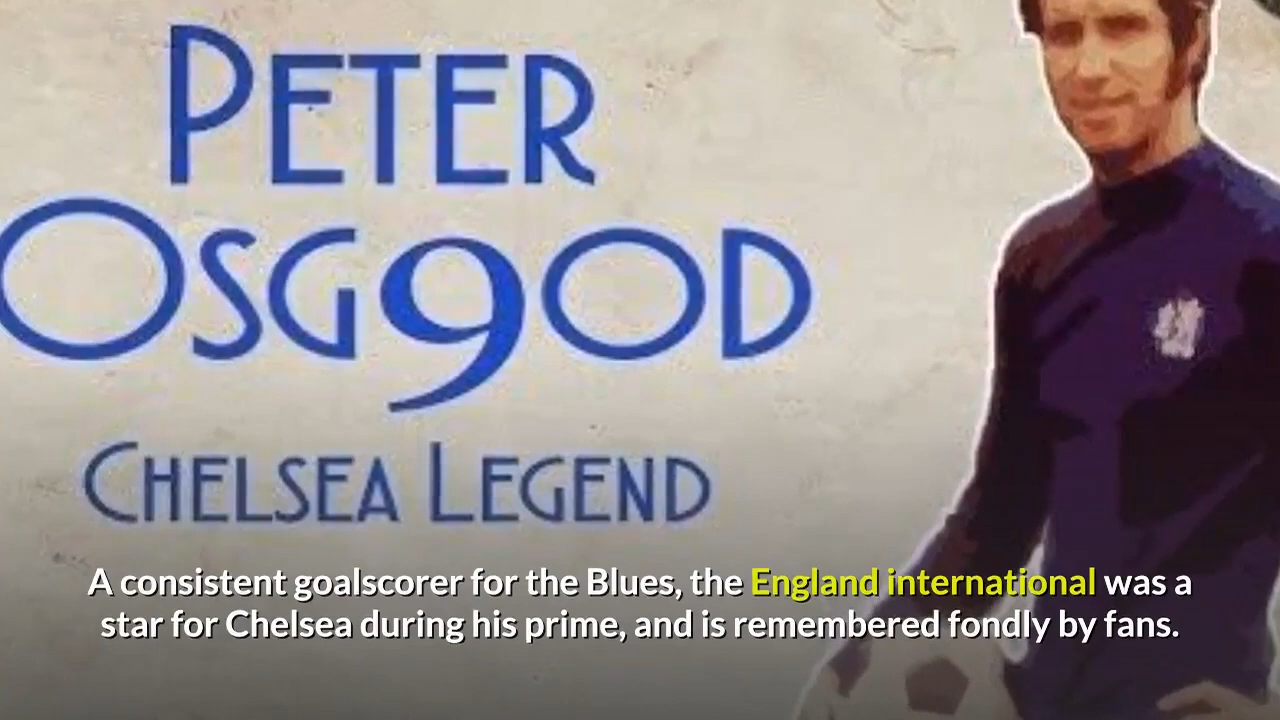 PETER
OSG9OD
CHELSEA LEGEND
A consistent goalscorer for the Blues, the England international was a
star for Chelsea during his prime, and is remembered fondly by fans.